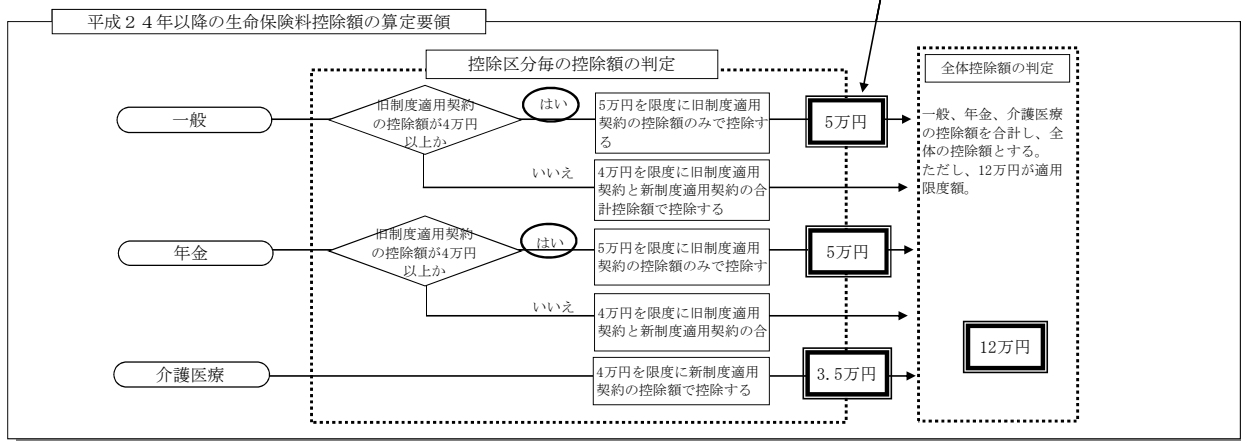 平成２４年以降の生命保険料控除額の算定要領
控除区分毎の控除額の判定
全体控除額の判定
一般
旧制度適用契約
の控除額が4万円
以上か
はい
5万円を限度に旧制度適用
契約の控除額のみで控除す
る
5万円
いいえ
4万円を限度に旧制度適用
契約と新制度適用契約の合
計控除額で控除する
一般、年金、介護医療
の控除額を合計し、全
体の控除額とする。
ただし、12万円が適用
限度額。
年金
旧制度適用契約
の控除額が4万円
以上か
はい
5万円を限度に旧制度適用
契約の控除額のみで控除す
5万円
いいえ
4万円を限度に旧制度適用
契約と新制度適用契約の合
12万円
介護医療
4万円を限度に新制度適用
契約の控除額で控除する
3.5万円